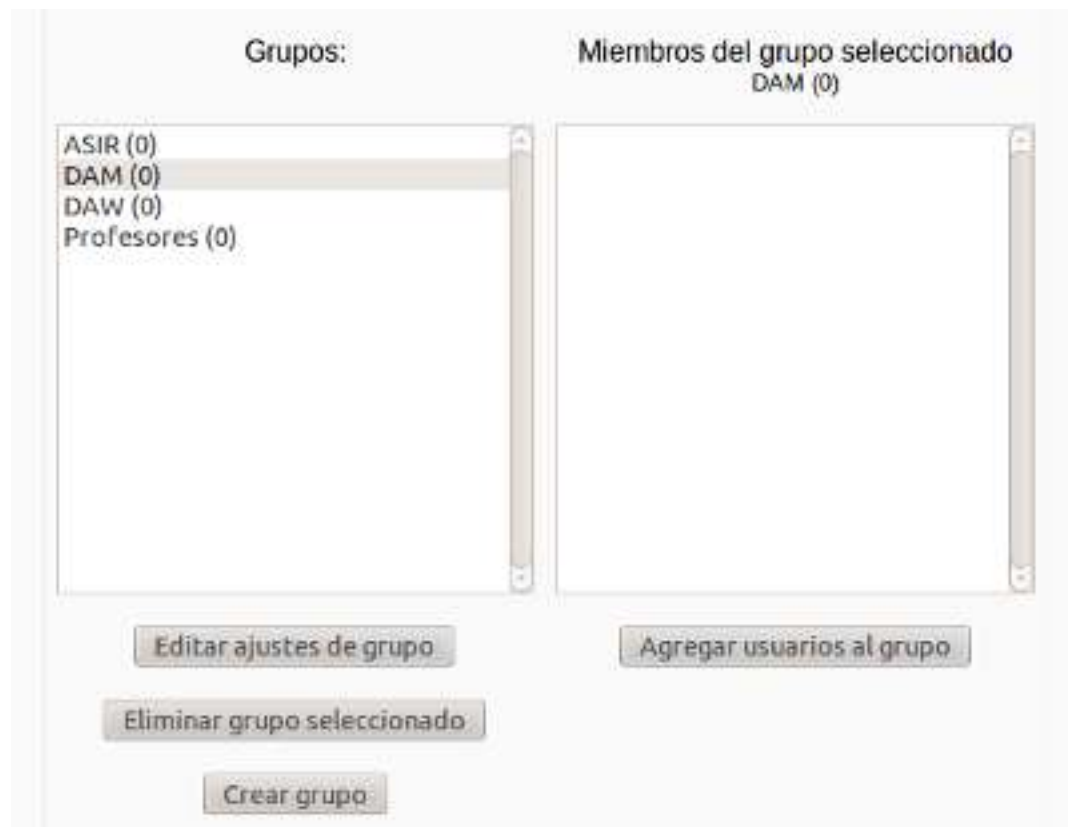 Grupos:
ASIR (0)
DAM (0)
DAW (0)
Profesores (0)
Editar ajustes de grupo
Eliminar grupo seleccionado
Crear grupo
Miembros del grupo seleccionado
DAM (0)
Agregar usuarios al grupo